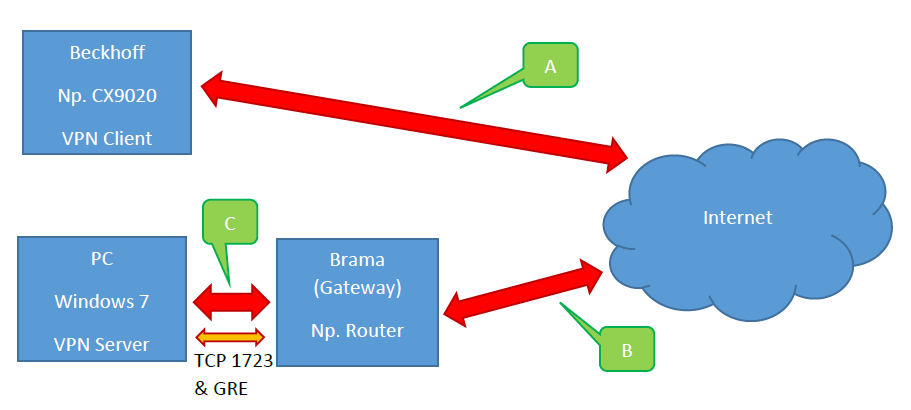 Beckhoff
Np. CX9020
VPN Client
A
Internet
C
PC
Windows 7
VPN Server
Brama
(Gateway)
Np. Router
TCP 1723
& GRE
B